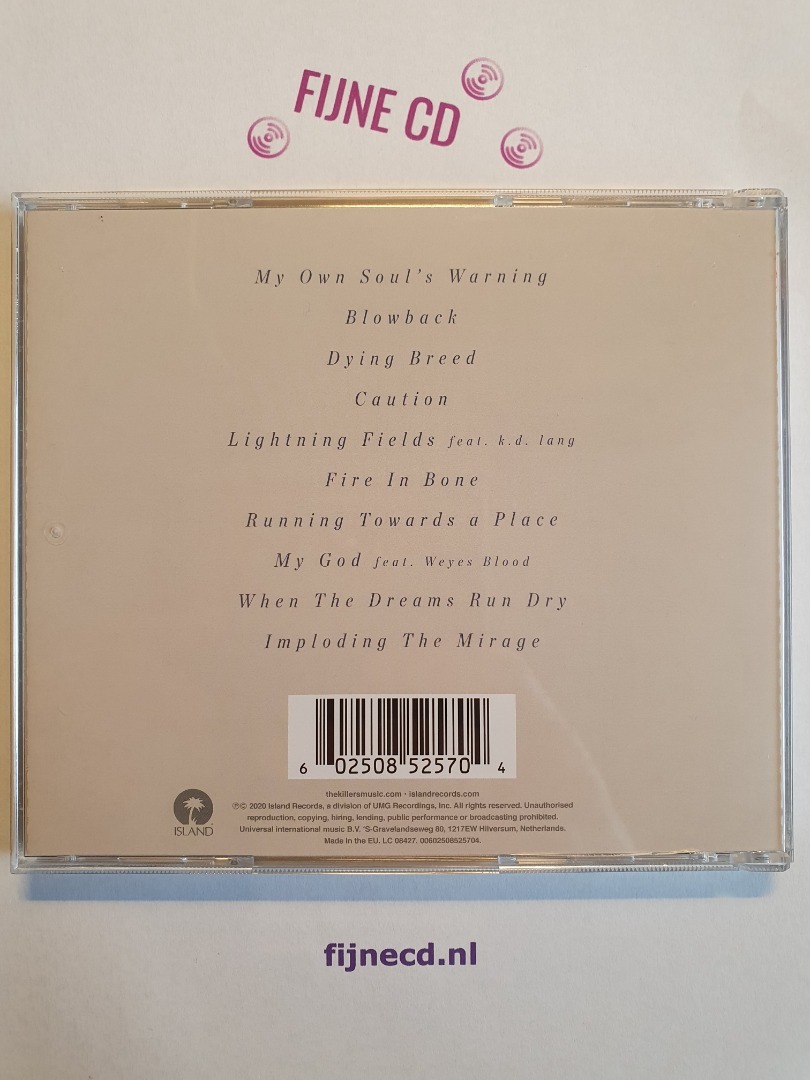 FIJNE CD
My Own Soul's Warning
Blowback
Dying Breed
Caution
Lightning Fields feat. k.d. lang
Fire In Bone
Running Towards a Place
My God feat. Weyes Blood
When The Dreams Run Dry
Imploding The Mirage
6 02508 52570 4
thekillersmusic.com · islandrecords.com
℗© 2020 Island Records, a division of UMG Recordings, Inc. All rights reserved. Unauthorised
reproduction, copying, hiring, lending, public performance or broadcasting prohibited.
Universal international music B.V. 'S-Gravelandseweg 80, 1217EW Hilversum, Netherlands.
Made in the EU. LC 08427. 00602508525704.
ISLAND
fijnecd.nl